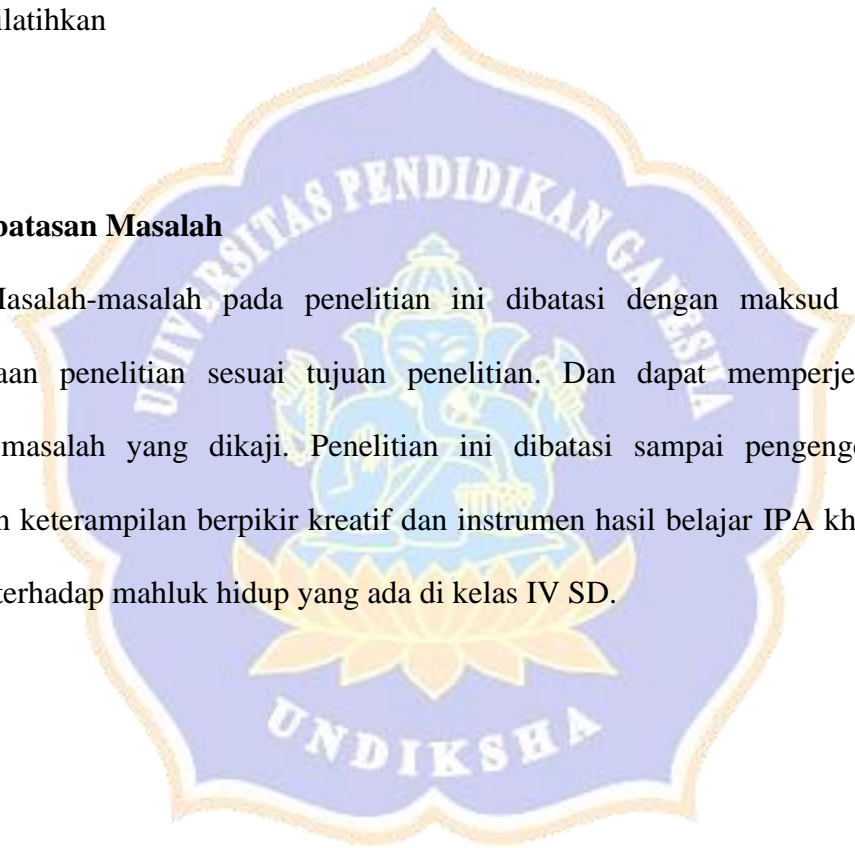 ilatihkan
UNIVERSITAS PENDIDIKAN GANESHA
batasan Masalah
Masalah-masalah pada penelitian ini dibatasi dengan maksud
aan penelitian sesuai tujuan penelitian. Dan dapat memperje
masalah yang dikaji. Penelitian ini dibatasi sampai pengenge
n keterampilan berpikir kreatif dan instrumen hasil belajar IPA kh
terhadap mahluk hidup yang ada di kelas IV SD.
UNDIKSHA